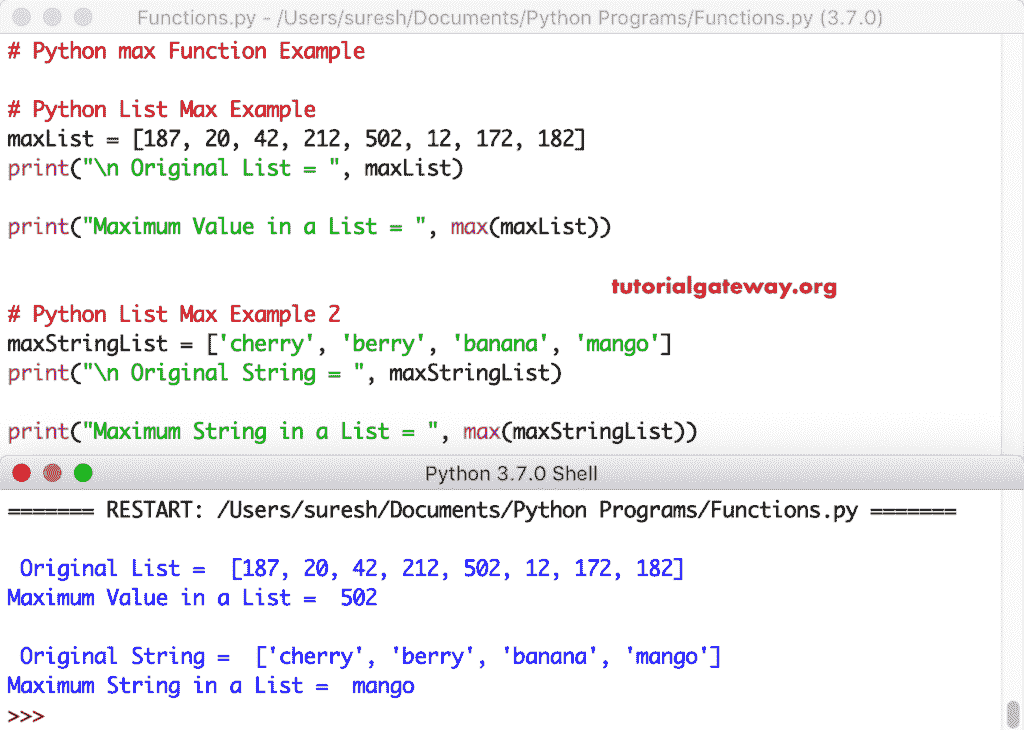 Functions.py - /Users/suresh/Documents/Python Programs/Functions.py (3.7.0)
# Python max Function Example
# Python List Max Example
maxList = [187, 20, 42, 212, 502, 12, 172, 182]
print("\n Original List = ", maxList)
print("Maximum Value in a List = ", max(maxList))
tutorialgateway.org
# Python List Max Example 2
maxStringList = ['cherry', 'berry', 'banana', 'mango']
print("\n Original String = ", maxStringList)
print("Maximum String in a List = ", max(maxStringList))
Python 3.7.0 Shell
======= RESTART: /Users/suresh/Documents/Python Programs/Functions.py =======
 Original List =  [187, 20, 42, 212, 502, 12, 172, 182]
Maximum Value in a List =  502
 Original String =  ['cherry', 'berry', 'banana', 'mango']
Maximum String in a List =  mango
>>>